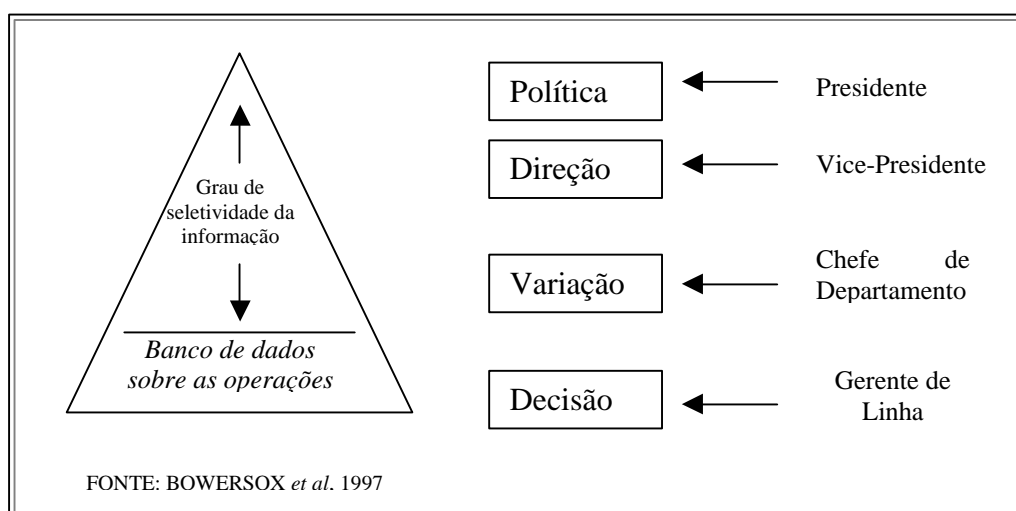 Grau de
seletividade da
informação
Banco de dados
sobre as operações
Política
Presidente
Direção
Vice-Presidente
Variação
Chefe de
Departamento
Decisão
Gerente de
Linha
FONTE: BOWERSOX et al. 1997